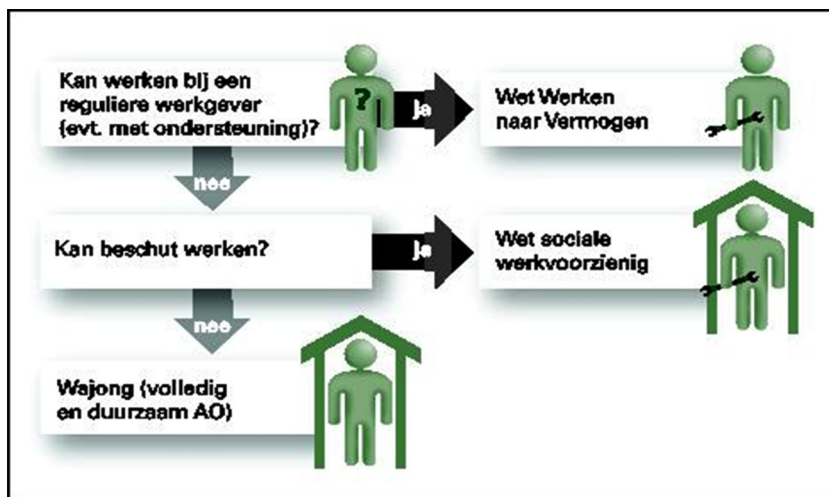 Kan werken bij een
reguliere werkgever
(evt. met ondersteuning)?
?
ja
Wet Werken
naar Vermogen
nee
Kan beschut werken?
ja
Wet sociale
werkvoorzienig
nee
Wajong (volledig
en duurzaam AO)